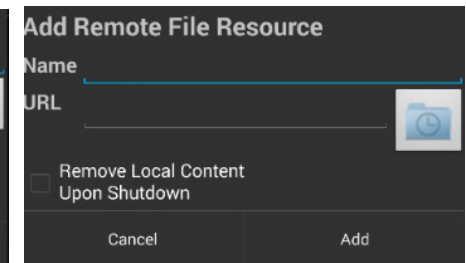 Add Remote File Resource
Name
URL
Remove Local Content
Upon Shutdown
Cancel Add